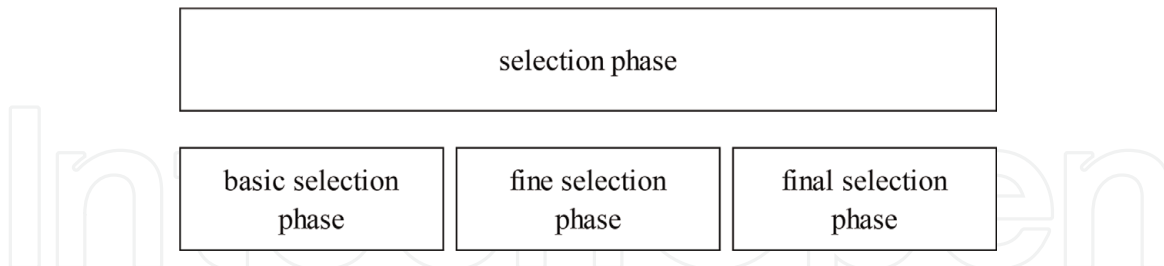 selection phase
basic selection
phase
fine selection
phase
final selection
phase